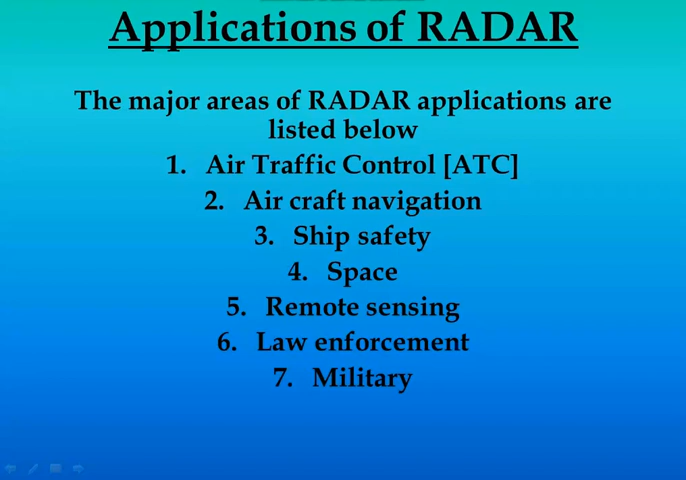 Applications of RADAR
The major areas of RADAR applications are
listed below
1. Air Traffic Control [ATC]
2. Air craft navigation
3. Ship safety
4. Space
5. Remote sensing
6. Law enforcement
7. Military